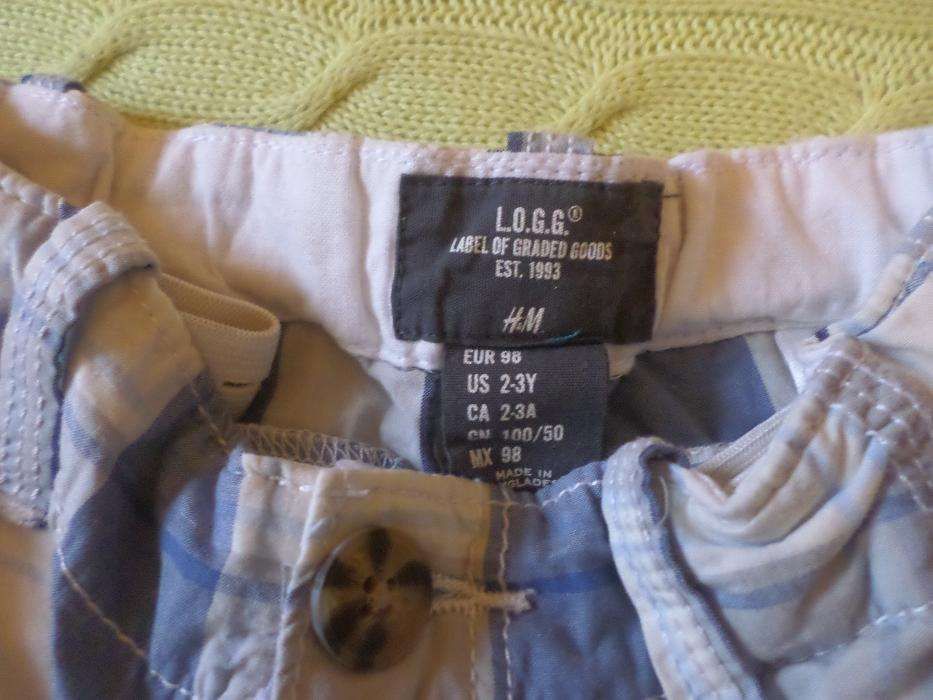 L.O.G.G.®
LABEL OF GRADED GOODS
EST. 1993
H&M
EUR 98
US 2-3Y
CA 2-3A
CN 100/50
MX 98
MADE IN